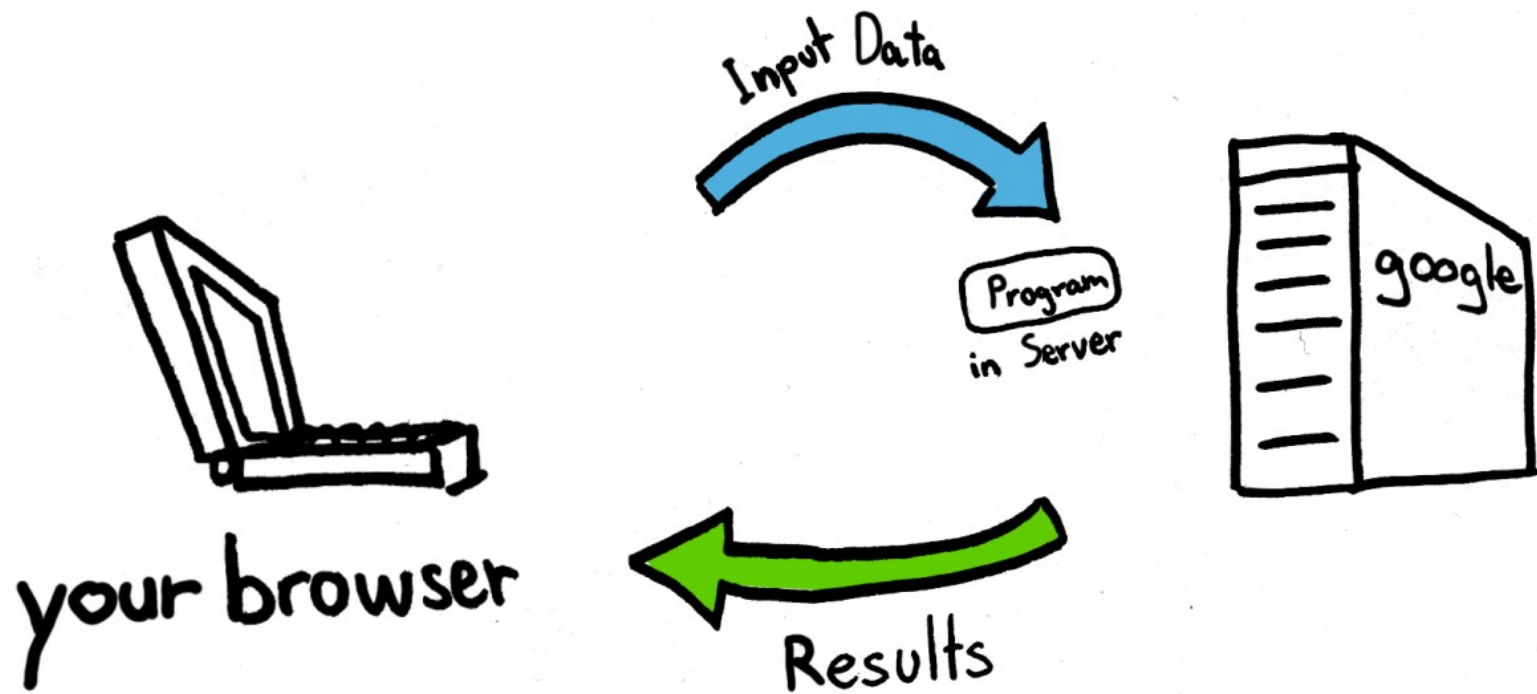 Input Data
Program
in Server
google
your browser
Results